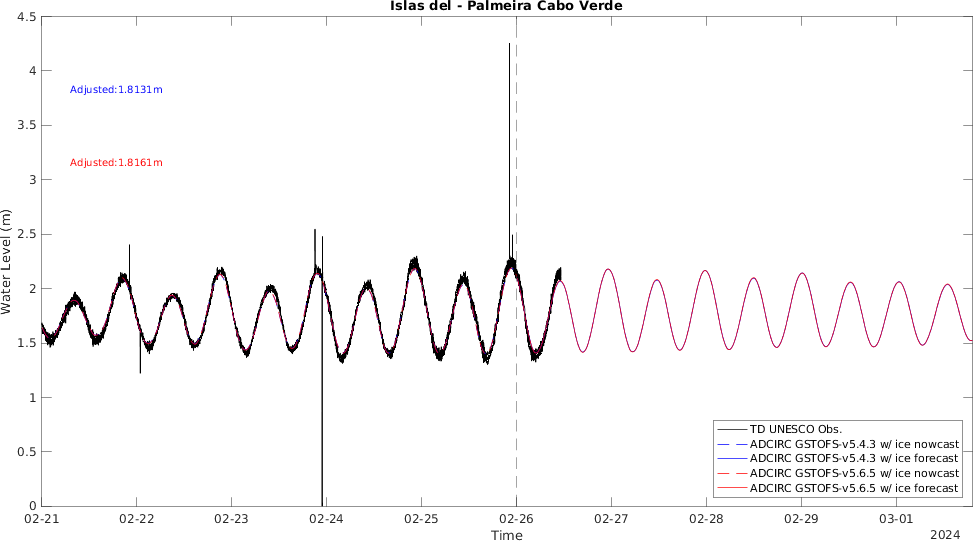 Islas del - Palmeira Cabo Verde
4.5
4
3.5
3
2.5
2
1.5
1
0.5
0
Water Level (m)
Adjusted:1.8131m
Adjusted:1.8161m
TD UNESCO Obs.
ADCIRC GSTOFS-v5.4.3 w/ ice nowcast
ADCIRC GSTOFS-v5.4.3 w/ ice forecast
ADCIRC GSTOFS-v5.6.5 w/ ice nowcast
ADCIRC GSTOFS-v5.6.5 w/ ice forecast
02-21 02-22 02-23 02-24 02-25 02-26 02-27 02-28 02-29 03-01
Time
2024